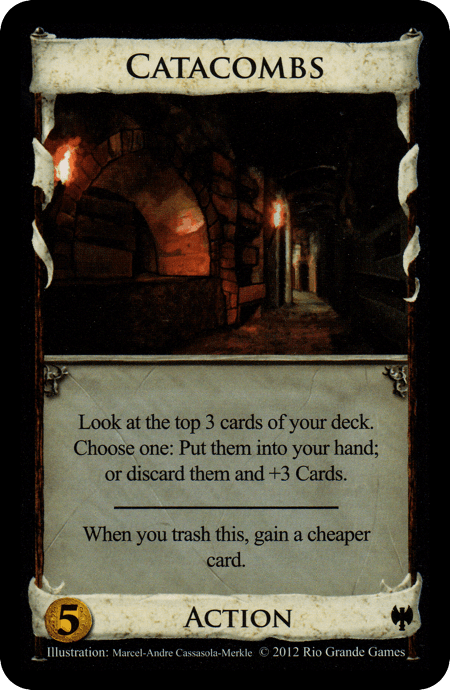 CATACOMBS
Look at the top 3 cards of your deck.
Choose one: Put them into your hand;
or discard them and +3 Cards.
When you trash this, gain a cheaper
card.
5 ACTION
Illustration: Marcel-Andre Cassasola-Merkle © 2012 Rio Grande Games